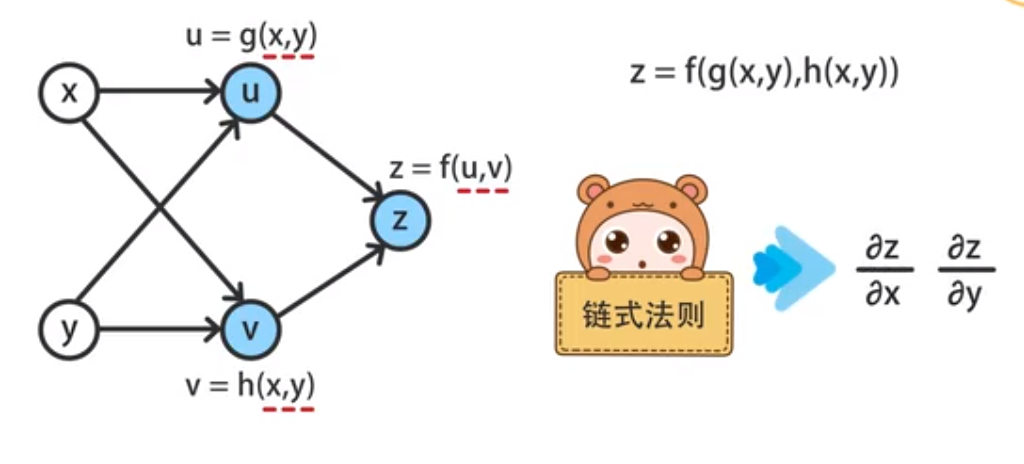 u = g(x,y)
x
u
z = f(g(x,y),h(x,y))
z = f(u,v)
z
y
v
v = h(x,y)
链式法则
∂z/∂x ∂z/∂y